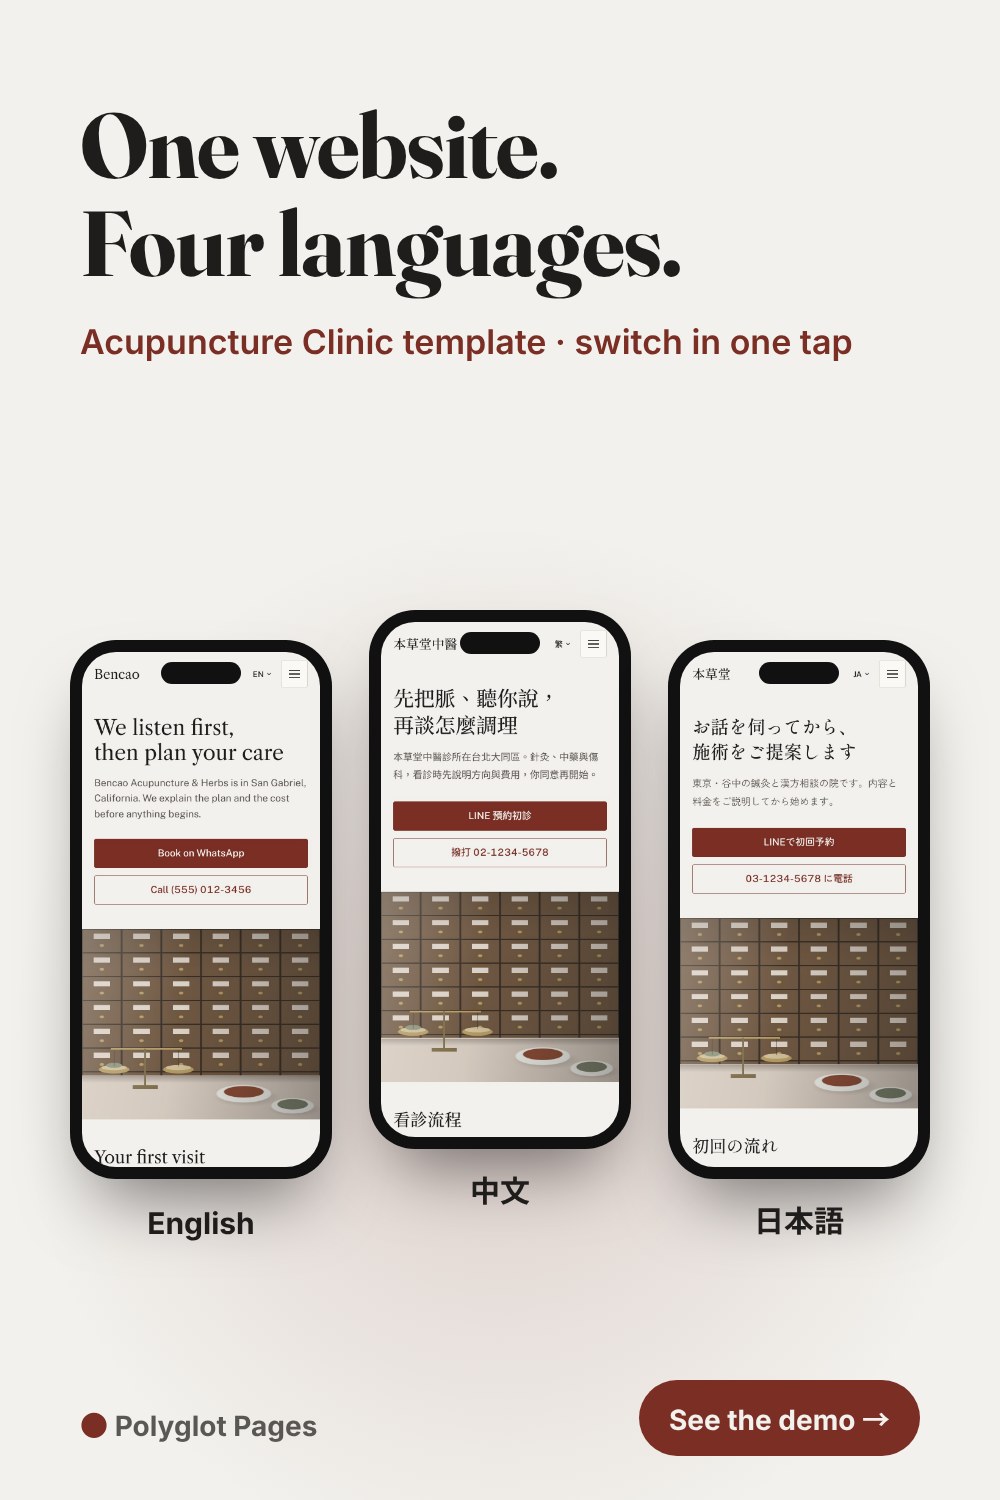 One website.
Four languages.
Acupuncture Clinic template · switch in one tap
Bencao
EN
We listen first,
then plan your care
Bencao Acupuncture & Herbs is in San Gabriel,
California. We explain the plan and the cost
before anything begins.
Book on WhatsApp
Call (555) 012-3456
Your first visit
English
本草堂中醫
繁
先把脈、聽你說，
再談怎麼調理
本草堂中醫診所在台北大同區。針灸、中藥與傷
科，看診時先說明方向與費用，你同意再開始。
LINE 預約初診
撥打 02-1234-5678
看診流程
中文
本草堂
JA
お話を伺ってから、
施術をご提案します
東京・谷中の鍼灸と漢方相談の院です。内容と
料金をご説明してから始めます。
LINEで初回予約
03-1234-5678 に電話
初回の流れ
日本語
Polyglot Pages
See the demo →